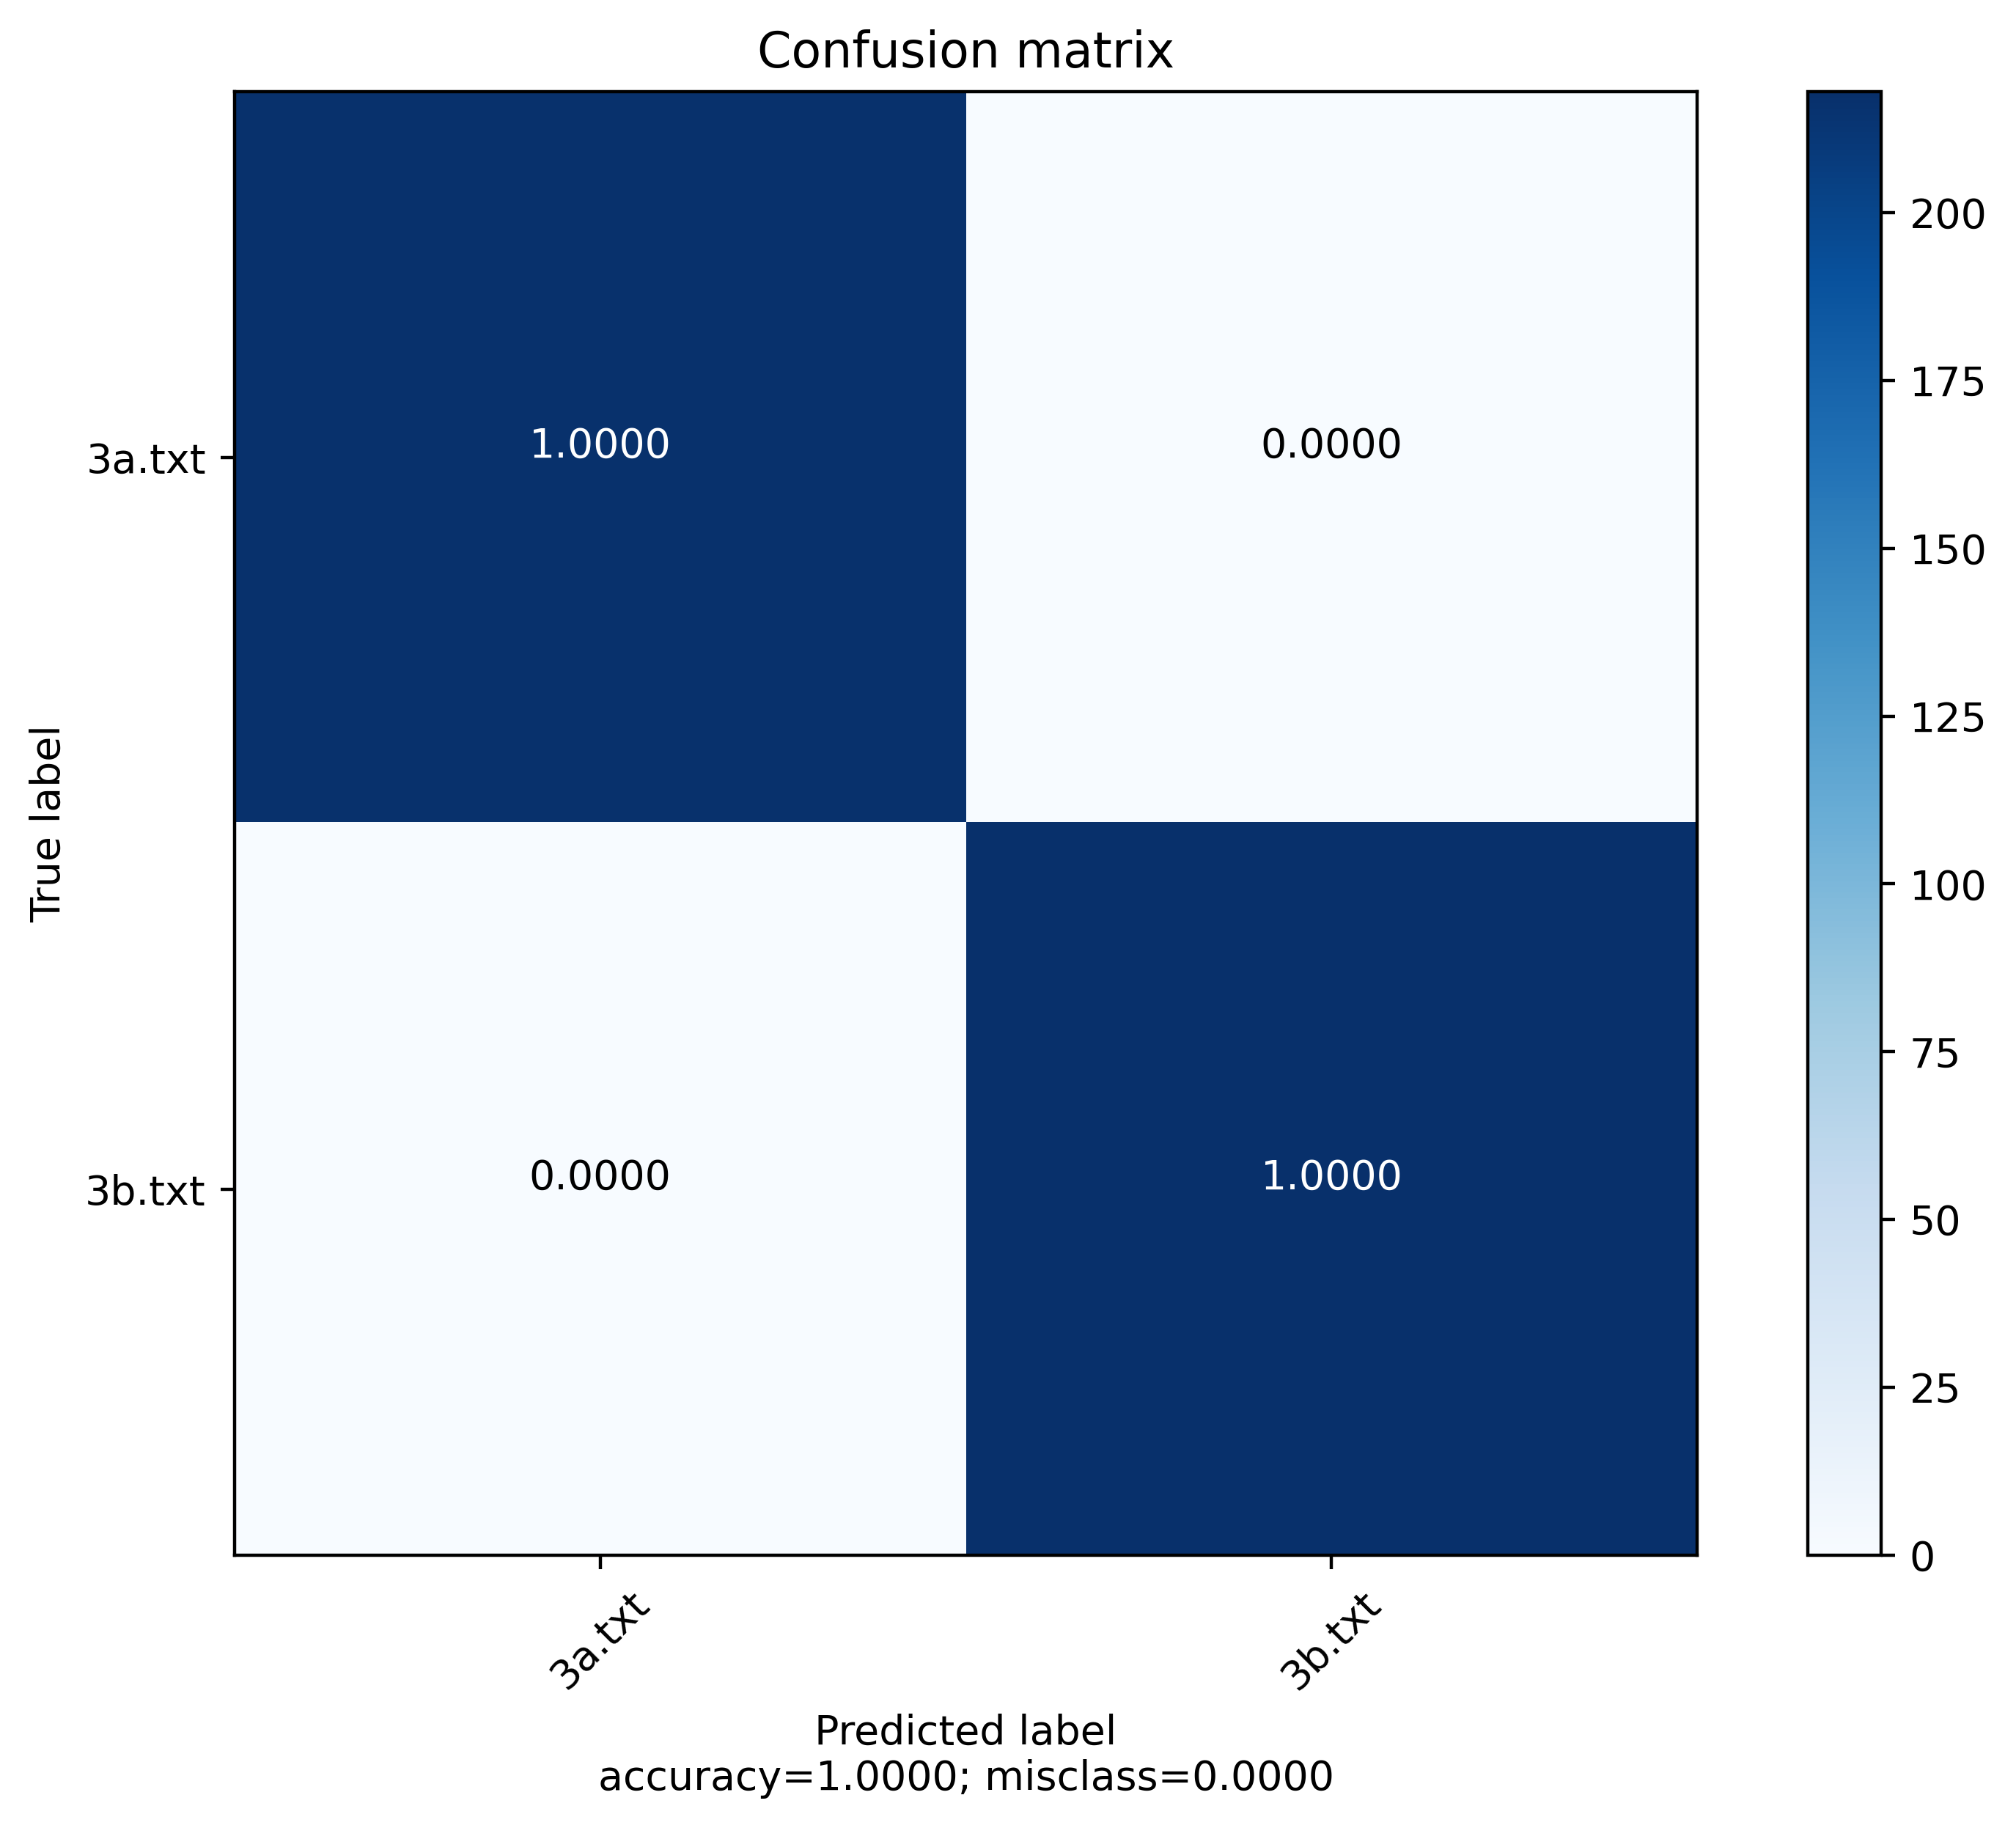 Confusion matrix
True label
3a.txt
1.0000
0.0000
3b.txt
0.0000
1.0000
3a.txt
3b.txt
Predicted label
accuracy=1.0000; misclass=0.0000
200
175
150
125
100
75
50
25
0